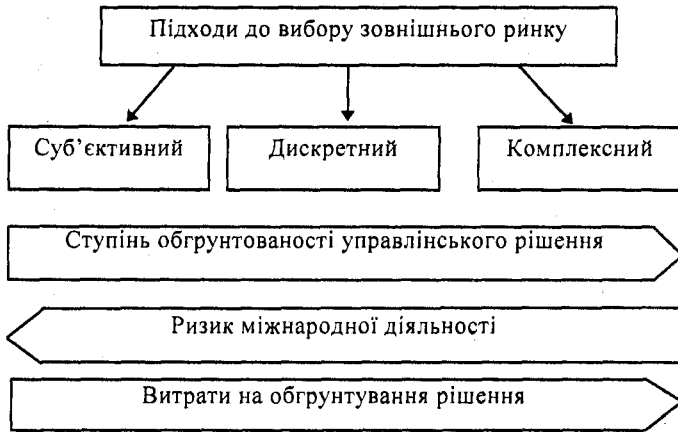 Підходи до вибору зовнішнього ринку
Суб’єктивний
Дискретний
Комплексний
Ступінь обгрунтованості управлінського рішення
Ризик міжнародної діяльності
Витрати на обгрунтування рішення